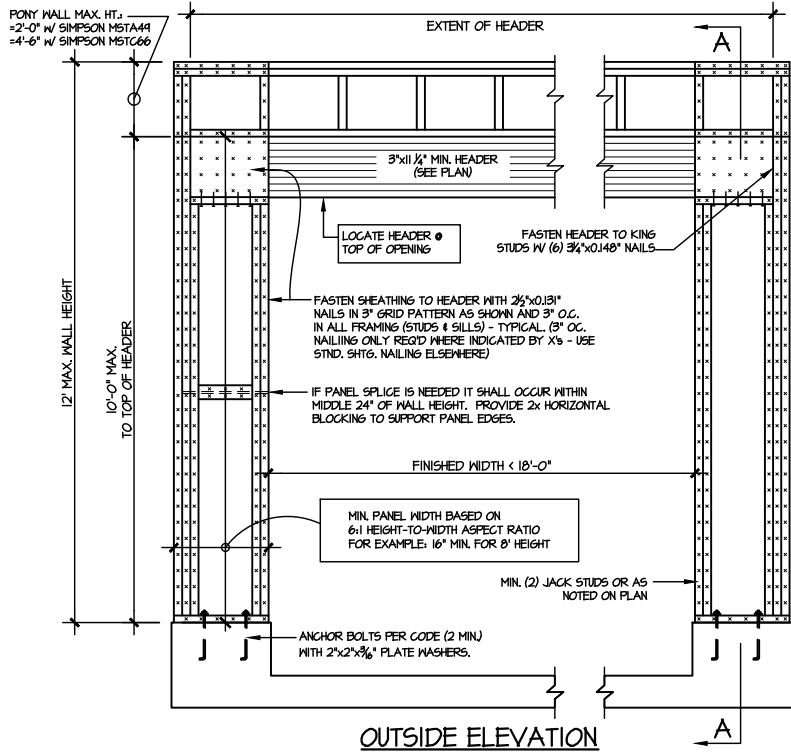 PONY WALL MAX. HT.:
=2'-0" W/ SIMPSON MSTA49
=4'-6" W/ SIMPSON MSTC66
EXTENT OF HEADER
A
3"x11 1/4" MIN. HEADER
(SEE PLAN)
LOCATE HEADER @
TOP OF OPENING
FASTEN HEADER TO KING
STUDS W/ (6) 3 1/4"x0.148" NAILS
FASTEN SHEATHING TO HEADER WITH 2 1/2"x0.131"
NAILS IN 3" GRID PATTERN AS SHOWN AND 3" O.C.
IN ALL FRAMING (STUDS & SILLS) - TYPICAL. (3" OC.
NAILIING ONLY REQ'D WHERE INDICATED BY X's - USE
STND. SHTG. NAILING ELSEWHERE)
12' MAX. WALL HEIGHT
10'-0" MAX.
TO TOP OF HEADER
IF PANEL SPLICE IS NEEDED IT SHALL OCCUR WITHIN
MIDDLE 24" OF WALL HEIGHT. PROVIDE 2x HORIZONTAL
BLOCKING TO SUPPORT PANEL EDGES.
FINISHED WIDTH < 18'-0"
MIN. PANEL WIDTH BASED ON
6:1 HEIGHT-TO-WIDTH ASPECT RATIO
FOR EXAMPLE: 16" MIN. FOR 8' HEIGHT
MIN. (2) JACK STUDS OR AS
NOTED ON PLAN
ANCHOR BOLTS PER CODE (2 MIN.)
WITH 2"x2"x3/16" PLATE WASHERS.
OUTSIDE ELEVATION
A